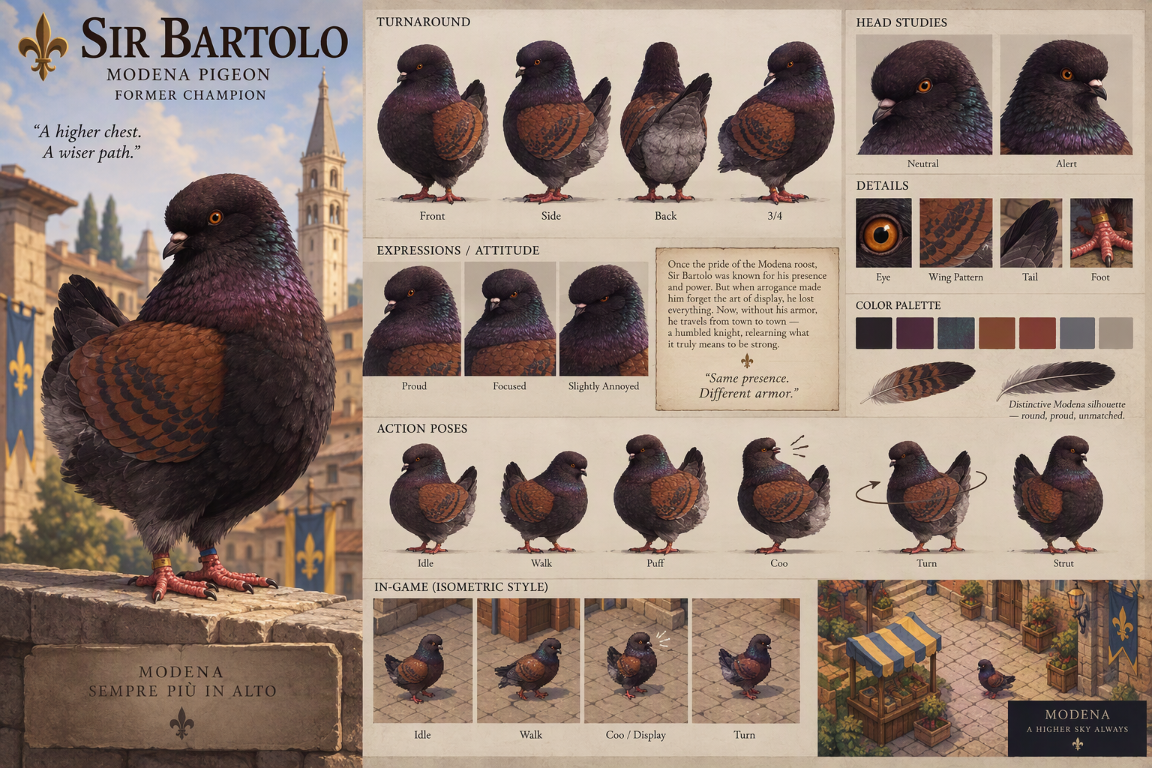 SIR BARTOLO
MODENA PIGEON
FORMER CHAMPION
“A higher chest.
A wiser path.”
MODENA
SEMPRE PIÙ IN ALTO
TURNAROUND
Front
Side
Back
3/4
EXPRESSIONS / ATTITUDE
Proud
Focused
Slightly Annoyed
Once the pride of the Modena roost,
Sir Bartolo was known for his presence
and power. But when arrogance made
him forget the art of display, he lost
everything. Now, without his armor,
he travels from town to town —
a humbled knight, relearning what
it truly means to be strong.
“Same presence.
Different armor.”
HEAD STUDIES
Neutral
Alert
DETAILS
Eye
Wing Pattern
Tail
Foot
COLOR PALETTE
Distinctive Modena silhouette
— round, proud, unmatched.
ACTION POSES
Idle
Walk
Puff
Coo
Turn
Strut
IN-GAME (ISOMETRIC STYLE)
Idle
Walk
Coo / Display
Turn
MODENA
A HIGHER SKY ALWAYS